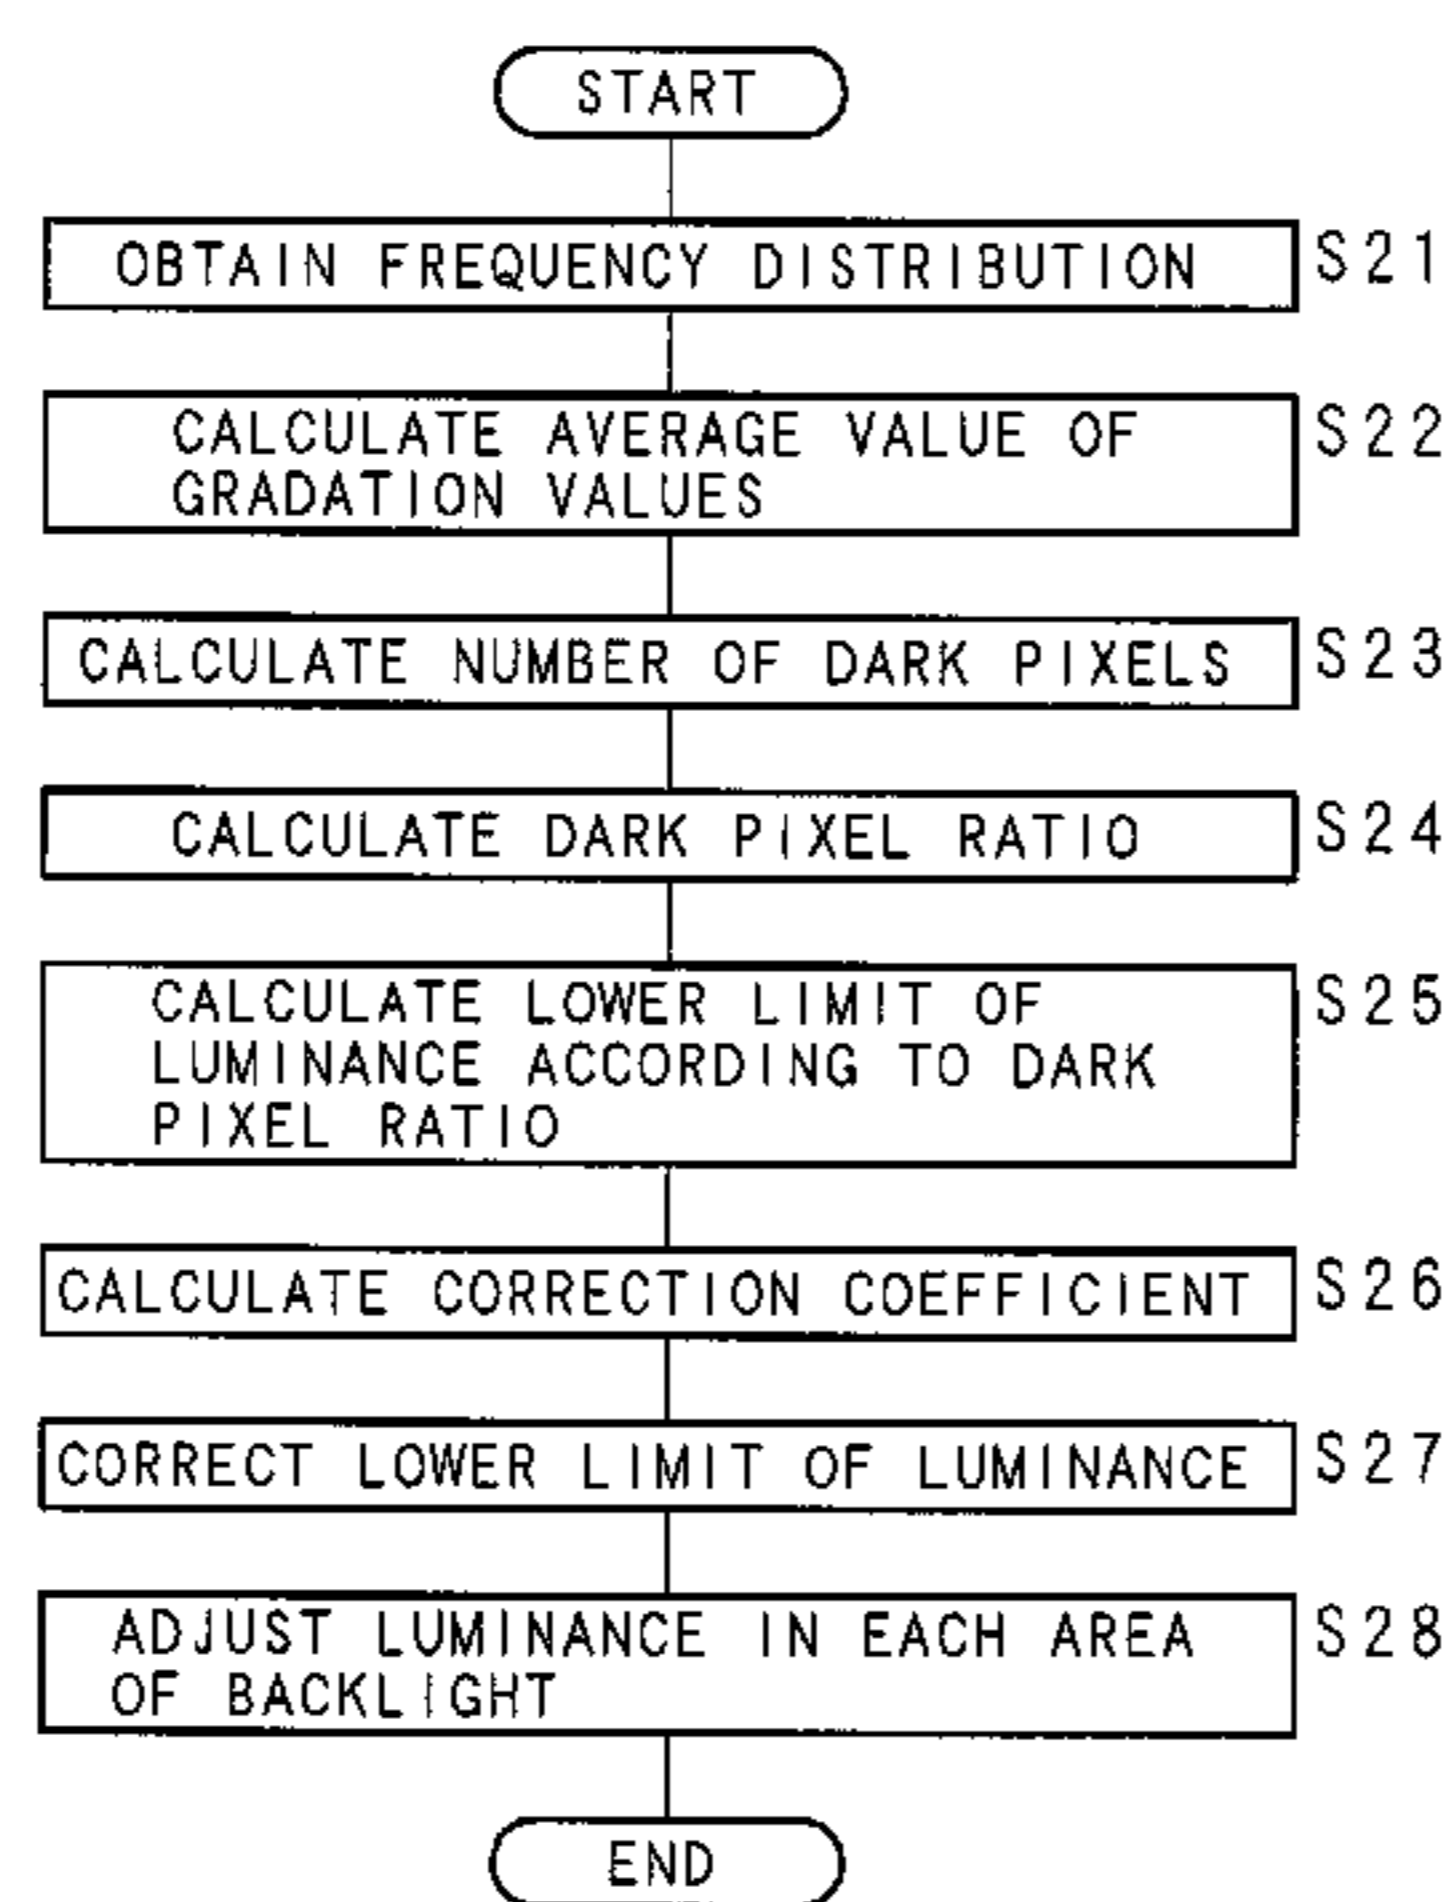 START
OBTAIN FREQUENCY DISTRIBUTION S21
CALCULATE AVERAGE VALUE OF S22
GRADATION VALUES
CALCULATE NUMBER OF DARK PIXELS S23
CALCULATE DARK PIXEL RATIO S24
CALCULATE LOWER LIMIT OF S25
LUMINANCE ACCORDING TO DARK
PIXEL RATIO
CALCULATE CORRECTION COEFFICIENT S26
CORRECT LOWER LIMIT OF LUMINANCE S27
ADJUST LUMINANCE IN EACH AREA S28
OF BACKLIGHT
END